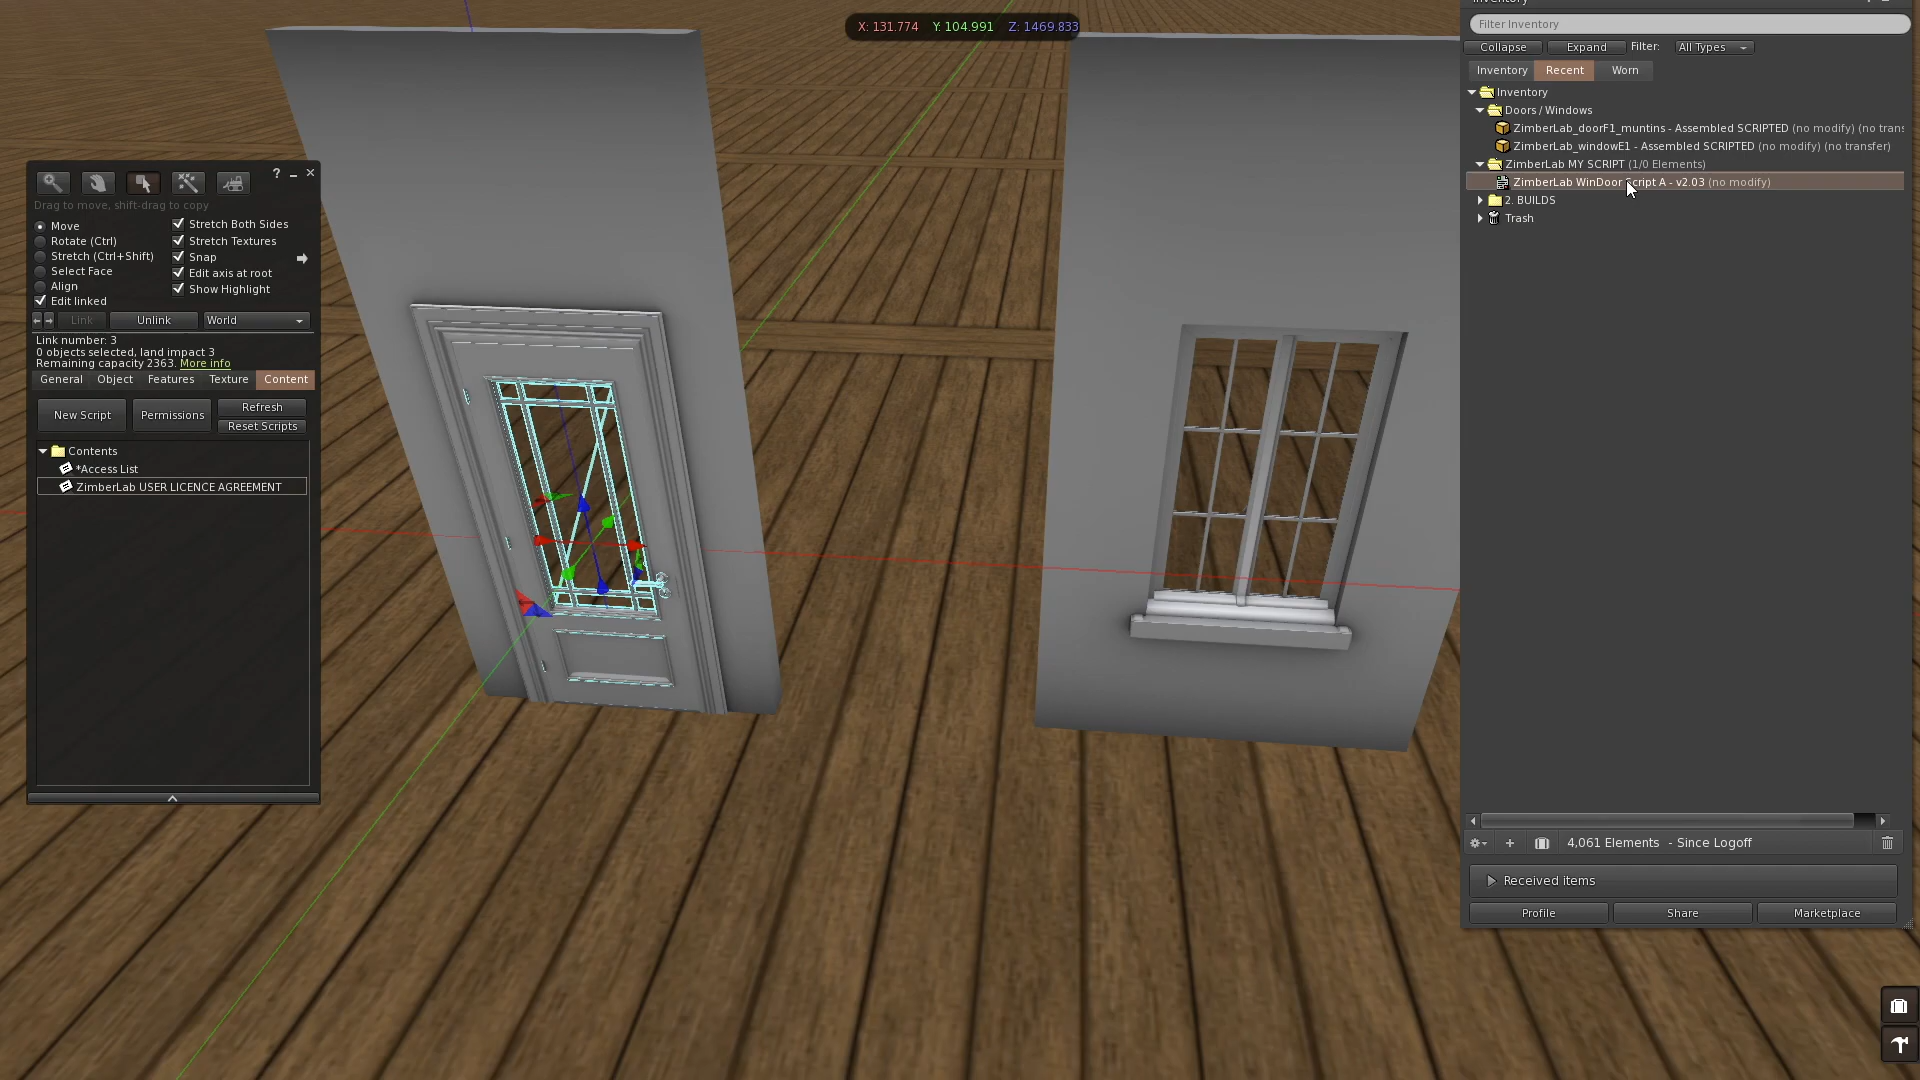 X: 131.774 Y: 104.991 Z: 1469.833
?
Drag to move, shift-drag to copy
Move
Rotate (Ctrl)
Stretch (Ctrl+Shift)
Select Face
Align
Edit linked
Stretch Both Sides
Stretch Textures
Snap
Edit axis at root
Show Highlight
Link
Unlink
World
Link number: 3
0 objects selected, land impact 3
Remaining capacity 2363. More info
General Object Features Texture Content
New Script
Permissions
Refresh
Reset Scripts
Contents
*Access List
ZimberLab USER LICENCE AGREEMENT
Inventory
Filter Inventory
Collapse Expand Filter: All Types
Inventory Recent Worn
Inventory
Doors / Windows
ZimberLab_doorF1_muntins - Assembled SCRIPTED (no modify) (no trans
ZimberLab_windowE1 - Assembled SCRIPTED (no modify) (no transfer)
ZimberLab MY SCRIPT (1/0 Elements)
ZimberLab WinDoor Script A - v2.03 (no modify)
2. BUILDS
Trash
4,061 Elements - Since Logoff
Received items
Profile Share Marketplace